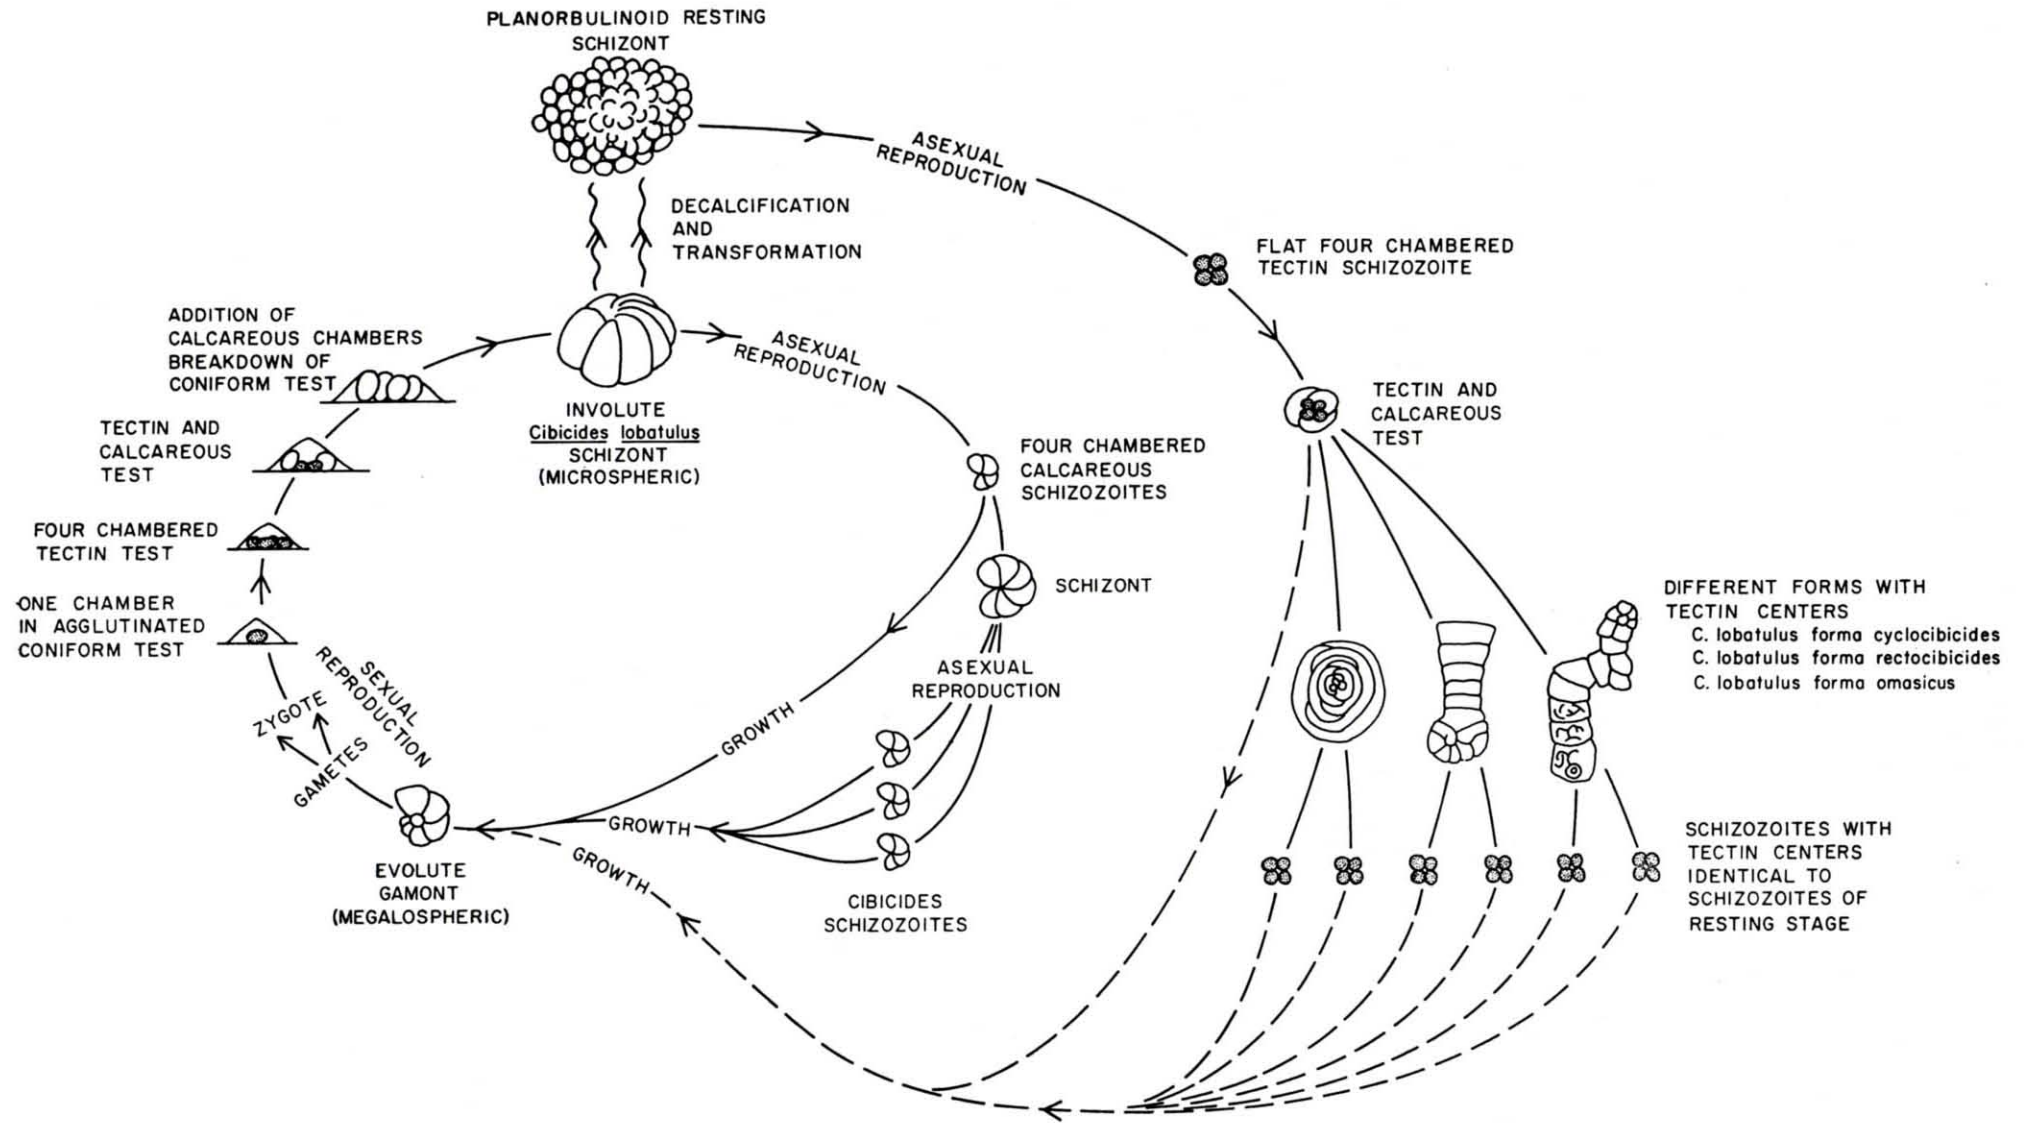 PLANORBULINOID RESTING
SCHIZONT
ASEXUAL
REPRODUCTION
DECALCIFICATION
AND
TRANSFORMATION
FLAT FOUR CHAMBERED
TECTIN SCHIZOZOITE
ADDITION OF
CALCAREOUS CHAMBERS
BREAKDOWN OF
CONIFORM TEST
ASEXUAL
REPRODUCTION
INVOLUTE
Cibicides lobatulus
SCHIZONT
(MICROSPHERIC)
TECTIN AND
CALCAREOUS
TEST
TECTIN AND
CALCAREOUS
TEST
FOUR CHAMBERED
CALCAREOUS
SCHIZOZOITES
FOUR CHAMBERED
TECTIN TEST
SCHIZONT
ONE CHAMBER
IN AGGLUTINATED
CONIFORM TEST
DIFFERENT FORMS WITH
TECTIN CENTERS
C. lobatulus forma cyclocibicides
C. lobatulus forma rectocibicides
C. lobatulus forma omasicus
SEXUAL
REPRODUCTION
ZYGOTE
GAMETES
ASEXUAL
REPRODUCTION
GROWTH
GROWTH
GROWTH
EVOLUTE
GAMONT
(MEGALOSPHERIC)
CIBICIDES
SCHIZOZOITES
SCHIZOZOITES WITH
TECTIN CENTERS
IDENTICAL TO
SCHIZOZOITES OF
RESTING STAGE